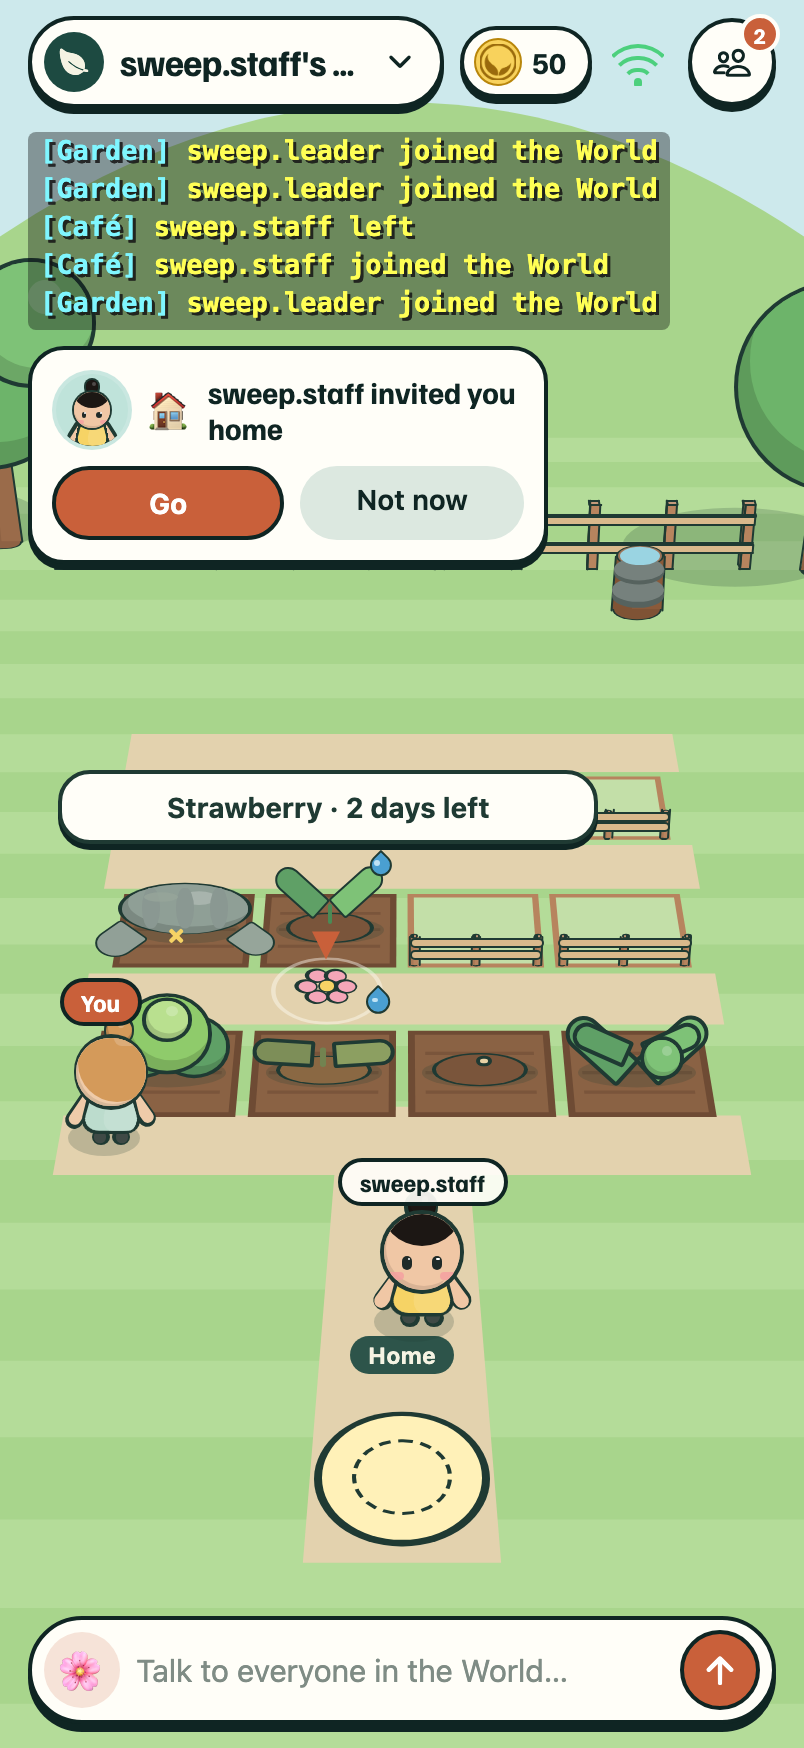 sweep.staff's ...
50
2
[Garden] sweep.leader joined the World
[Garden] sweep.leader joined the World
[Café] sweep.staff left
[Café] sweep.staff joined the World
[Garden] sweep.leader joined the World
sweep.staff invited you
home
Go
Not now
Strawberry · 2 days left
You
sweep.staff
Home
Talk to everyone in the World...